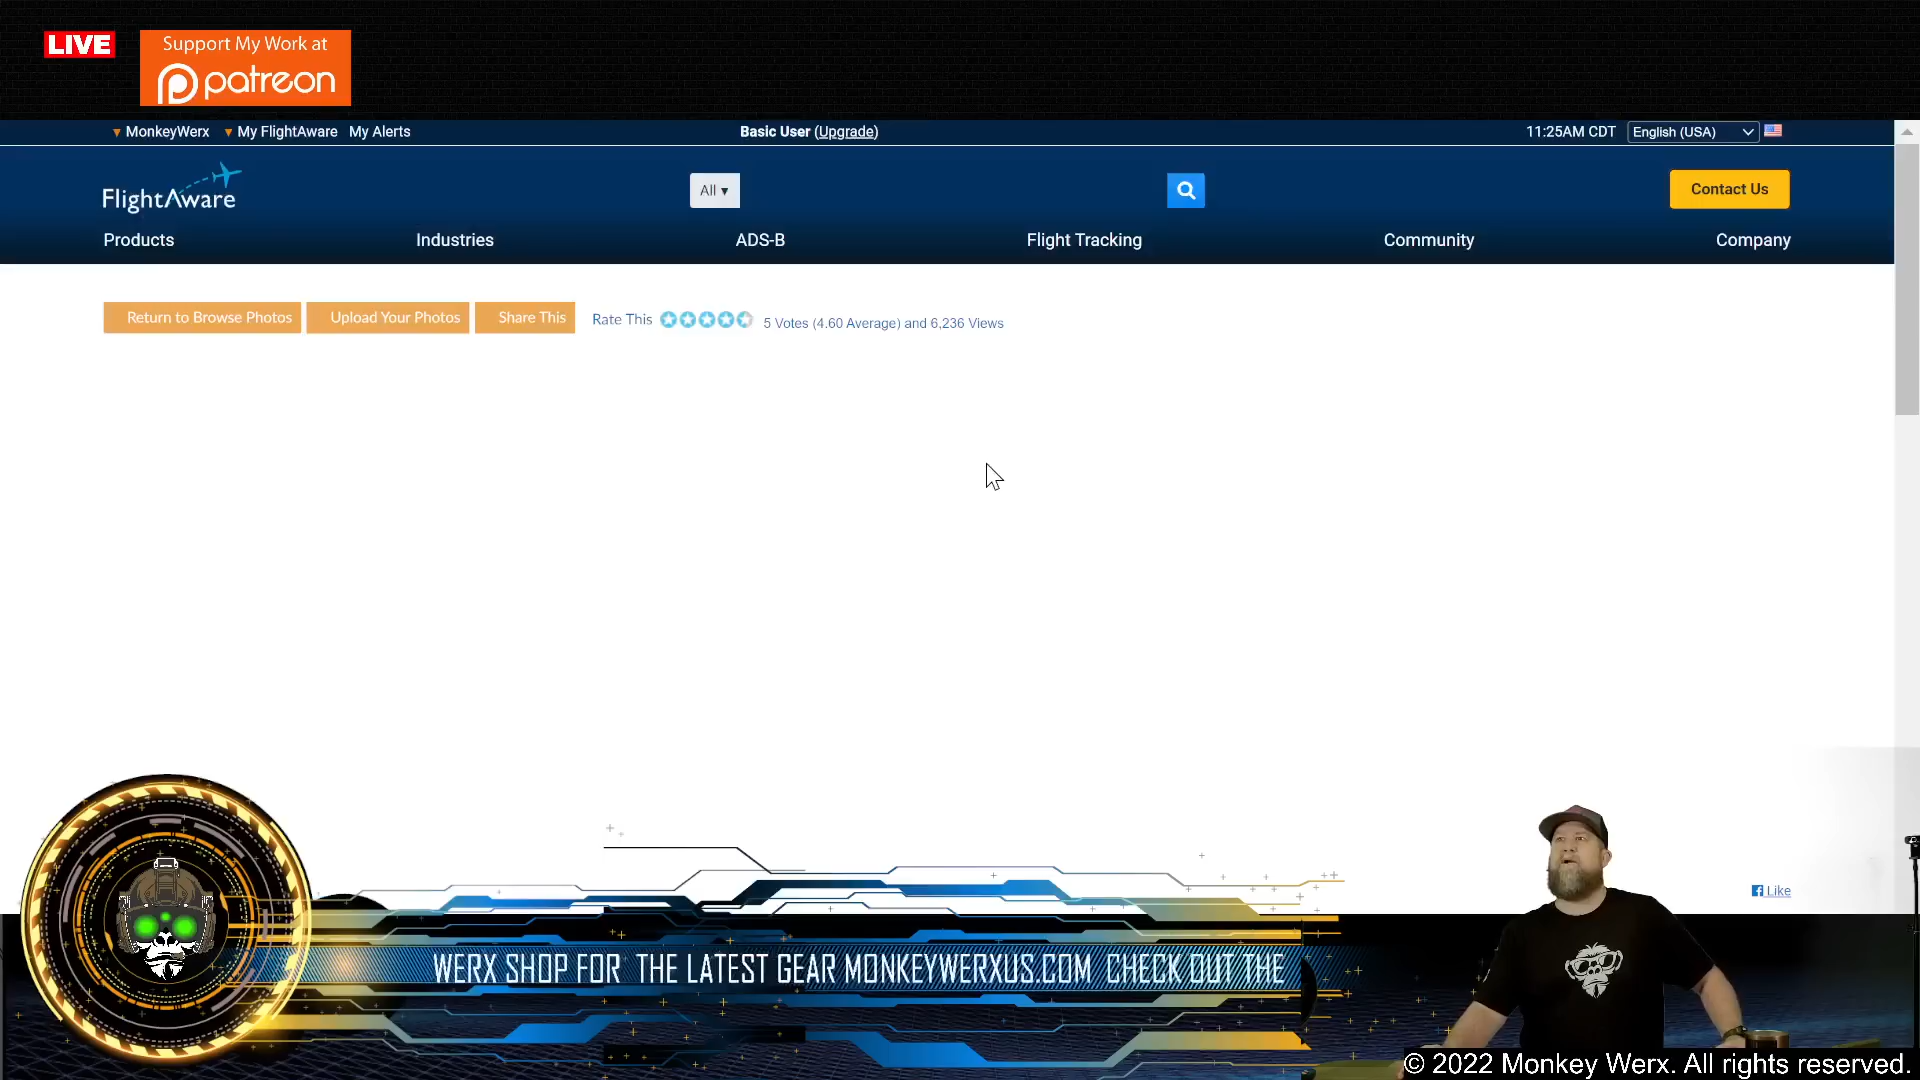 LIVE
Support My Work at
patreon
MonkeyWerx My FlightAware My Alerts
Basic User (Upgrade)
11:25AM CDT English (USA)
FlightAware
All ▾
Contact Us
Products Industries ADS-B Flight Tracking Community Company
Return to Browse Photos Upload Your Photos Share This Rate This 5 Votes (4.60 Average) and 6,236 Views
Like
WERX SHOP FOR THE LATEST GEAR MONKEYWERXUS.COM CHECK OUT THE
© 2022 Monkey Werx. All rights reserved.